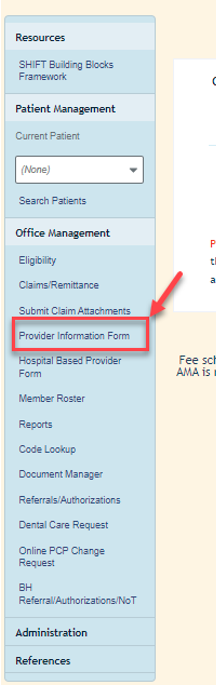 Resources
SHIFT Building Blocks
Framework
Patient Management
Current Patient
(None)
Search Patients
Office Management
Eligibility
Claims/Remittance
Submit Claim Attachments
Provider Information Form
Hospital Based Provider
Form
Member Roster
Reports
Code Lookup
Document Manager
Referrals/Authorizations
Dental Care Request
Online PCP Change
Request
BH
Referral/Authorizations/NoT
Administration
References
Fee sch
AMA is r